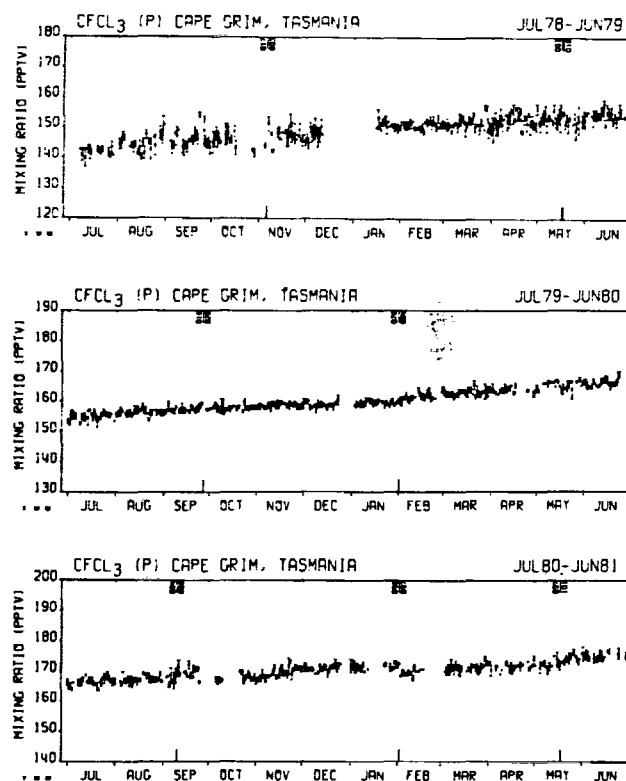 CFCL3 (P) CAPE GRIM, TASMANIA JUL78-JUN79
MIXING RATIO (PPTV)
180
170
160
150
140
130
120
JUL AUG SEP OCT NOV DEC JAN FEB MAR APR MAY JUN
CFCL3 (P) CAPE GRIM, TASMANIA JUL79-JUN80
MIXING RATIO (PPTV)
190
180
170
160
150
140
130
JUL AUG SEP OCT NOV DEC JAN FEB MAR APR MAY JUN
CFCL3 (P) CAPE GRIM, TASMANIA JUL80-JUN81
MIXING RATIO (PPTV)
200
190
180
170
160
150
140
JUL AUG SEP OCT NOV DEC JAN FEB MAR APR MAY JUN